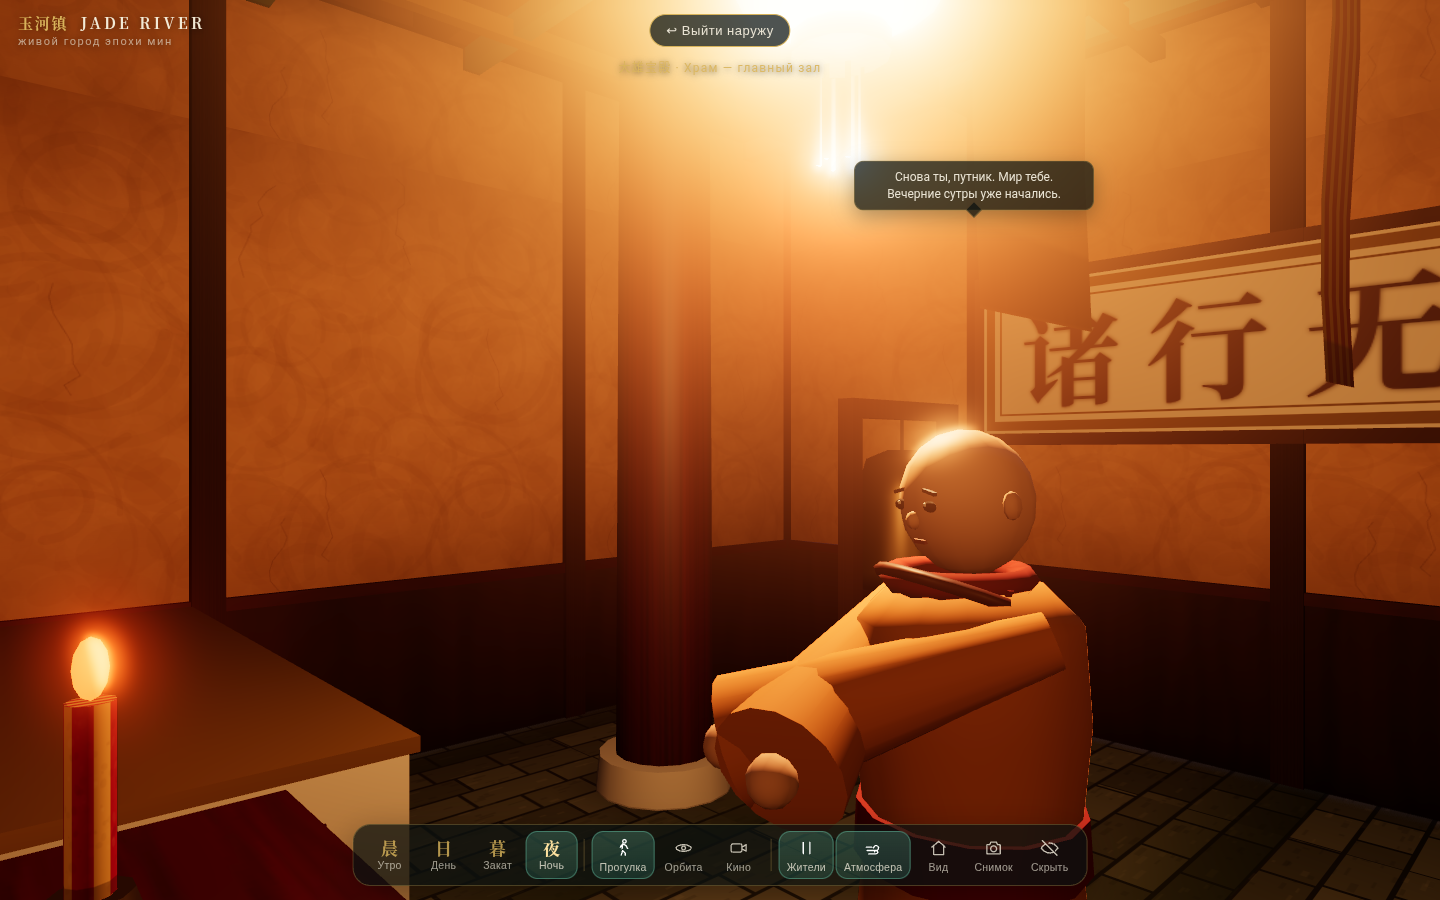 玉河镇 JADE RIVER
живой город эпохи мин
↩ Выйти наружу
· Храм — главный зал
Снова ты, путник. Мир тебе.
Вечерние сутры уже начались.
诸行无
晨 日 暮 夜
Утро День Закат Ночь Прогулка Орбита Кино Жители Атмосфера Вид Снимок Скрыть